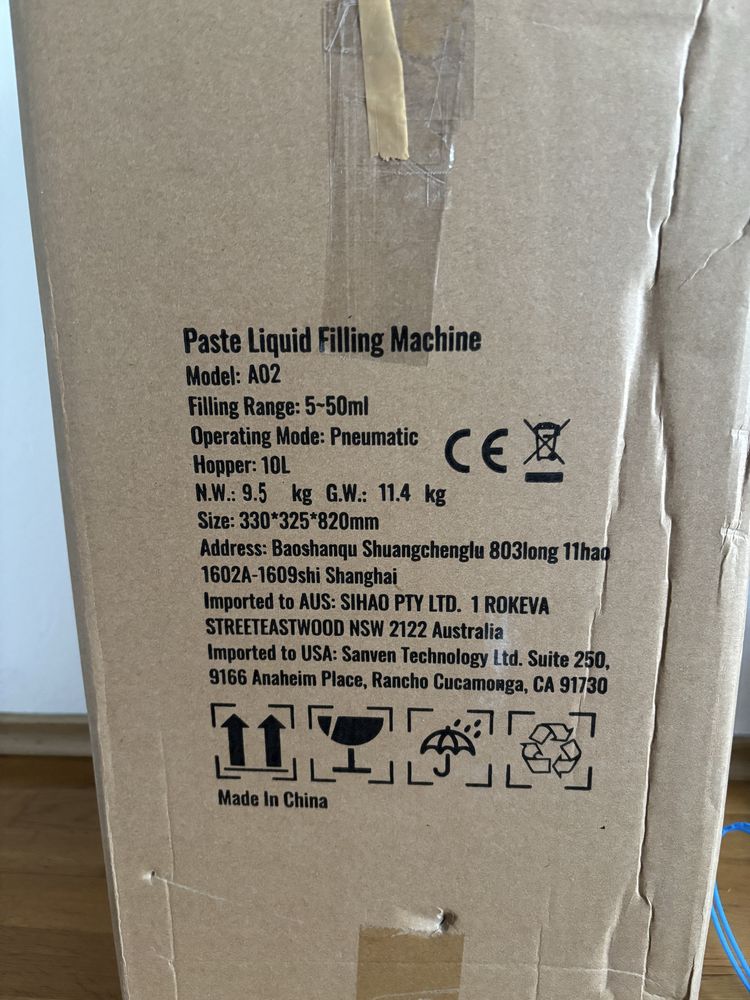 Paste Liquid Filling Machine
Model: A02
Filling Range: 5~50ml
Operating Mode: Pneumatic
Hopper: 10L
CE
N.W.: 9.5 kg G.W.: 11.4 kg
Size: 330*325*820mm
Address: Baoshanqu Shuangchenglu 803long 11hao
1602A-1609shi Shanghai
Imported to AUS: SIHAO PTY LTD. 1 ROKEVA
STREETEASTWOOD NSW 2122 Australia
Imported to USA: Sanven Technology Ltd. Suite 250,
9166 Anaheim Place, Rancho Cucamonga, CA 91730
Made In China